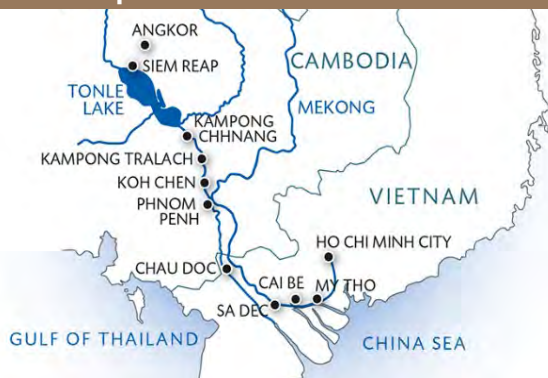 ANGKOR
SIEM REAP
CAMBODIA
TONLE
LAKE
MEKONG
KAMPONG
CHHNANG
KAMPONG TRALACH
KOH CHEN
PHNOM
PENH
VIETNAM
HO CHI MINH CITY
CHAU DOC
CAI BE
MY THO
SA DEC
GULF OF THAILAND
CHINA SEA